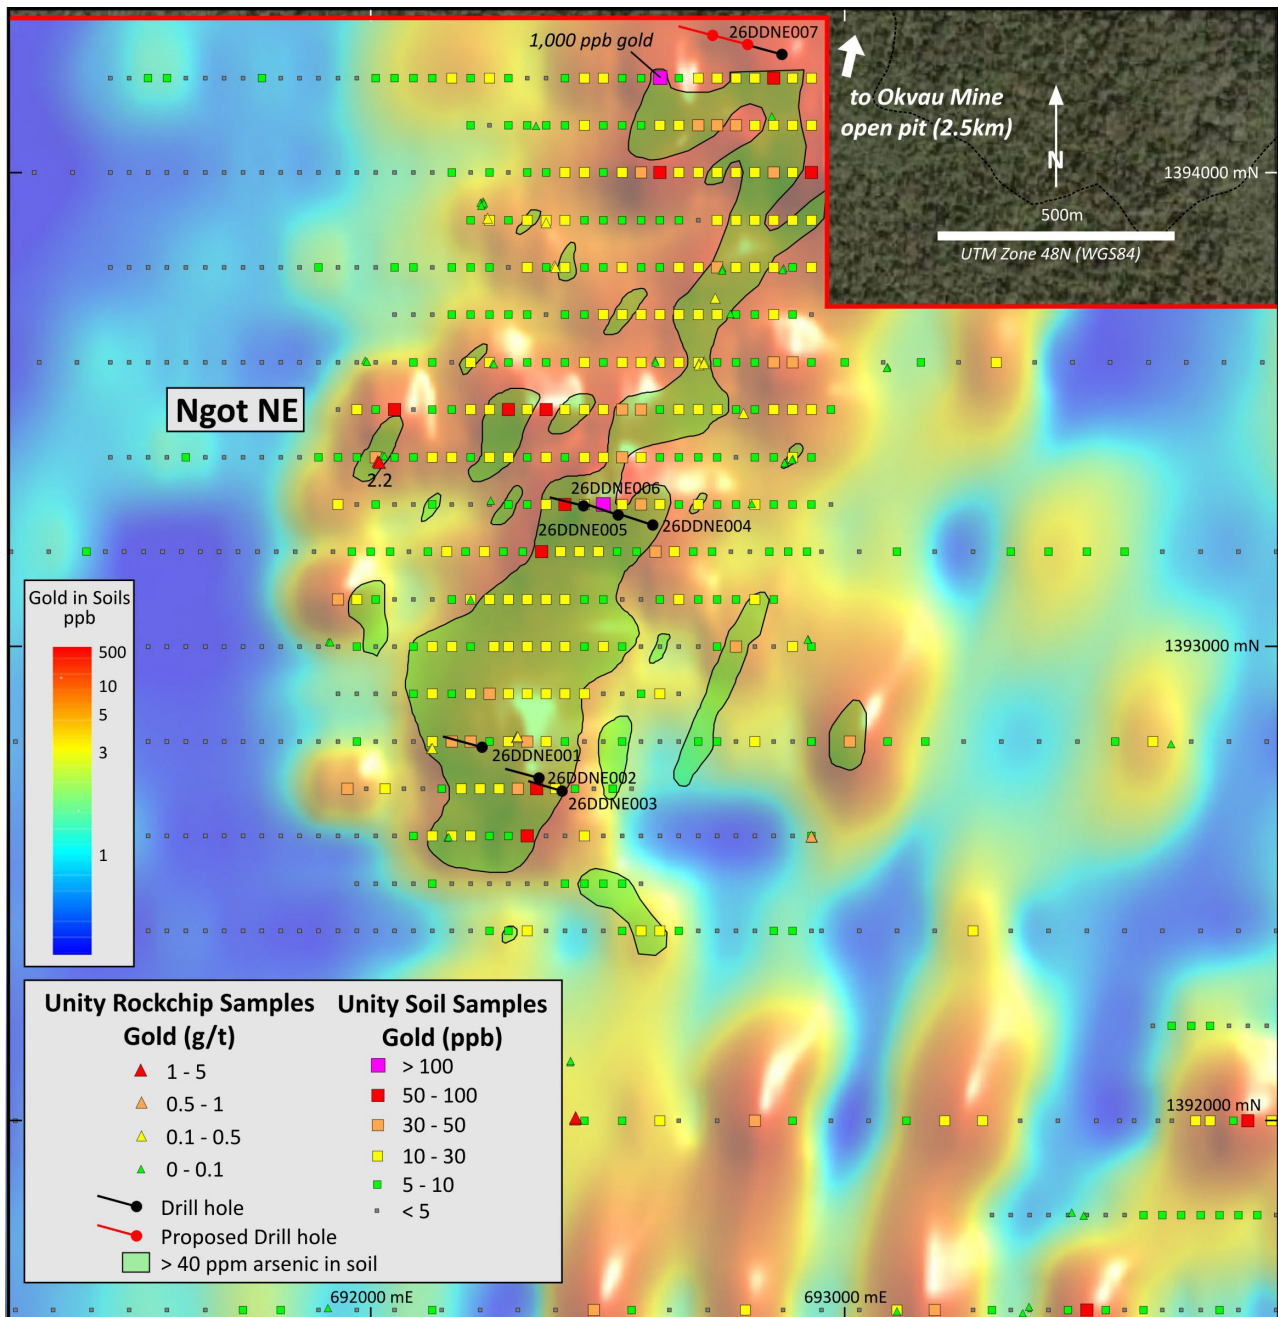 1,000 ppb gold
26DDNE007
to Okvau Mine
open pit (2.5km)
N
1394000 mN
500m
UTM Zone 48N (WGS84)
Ngot NE
2.2
26DDNE006
26DDNE005
26DDNE004
Gold in Soils
ppb
500
10
5
3
1
1393000 mN
26DDNE001
26DDNE002
26DDNE003
Unity Rockchip Samples
Gold (g/t)
1 - 5
0.5 - 1
0.1 - 0.5
0 - 0.1
Drill hole
Proposed Drill hole
> 40 ppm arsenic in soil
Unity Soil Samples
Gold (ppb)
> 100
50 - 100
30 - 50
10 - 30
5 - 10
< 5
1392000 mN
692000 mE
693000 mE